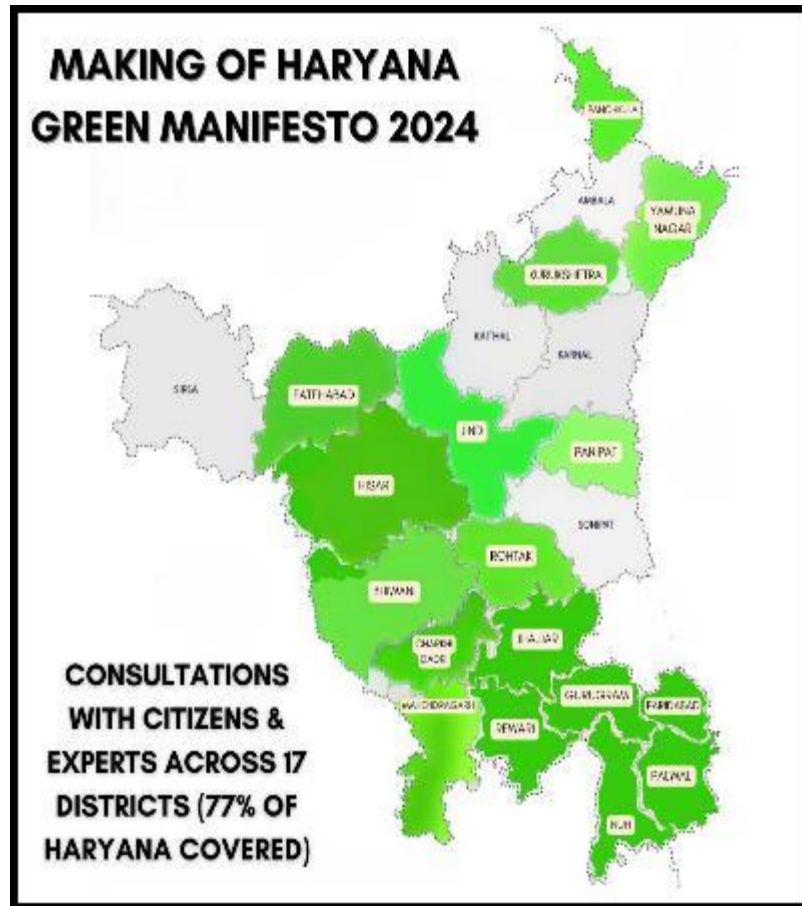 MAKING OF HARYANA
GREEN MANIFESTO 2024
PANCHKULA
AMBALA
YAMUNA
NAGAR
KURUKSHETRA
KAITHAL
KARNAL
SIRSA
FATEHABAD
JIND
PANIPAT
HISAR
SONIPAT
ROHTAK
BHIWANI
CHARKHI
DADRI
JHAJJAR
MAHENDRAGARH
GURUGRAM
FARIDABAD
REWARI
PALWAL
NUH
CONSULTATIONS
WITH CITIZENS &
EXPERTS ACROSS 17
DISTRICTS (77% OF
HARYANA COVERED)